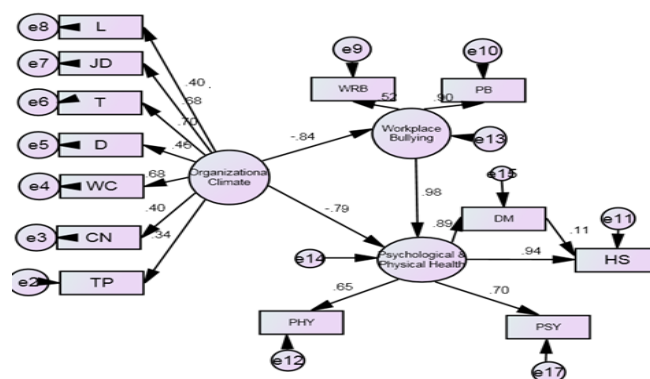 e8
L
e7
JD
e6
T
e5
D
e4
WC
e3
CN
e2
TP
.40
.68
.70
.46
.68
.40
.34
Organizational
Climate
-.84
-.79
e9
e10
WRB
PB
.52
.90
Workplace
Bullying
e13
.98
e15
DM
.89
.11
e11
HS
.94
e14
Psychological &
Physical Health
.65
.70
PHY
PSY
e12
e17